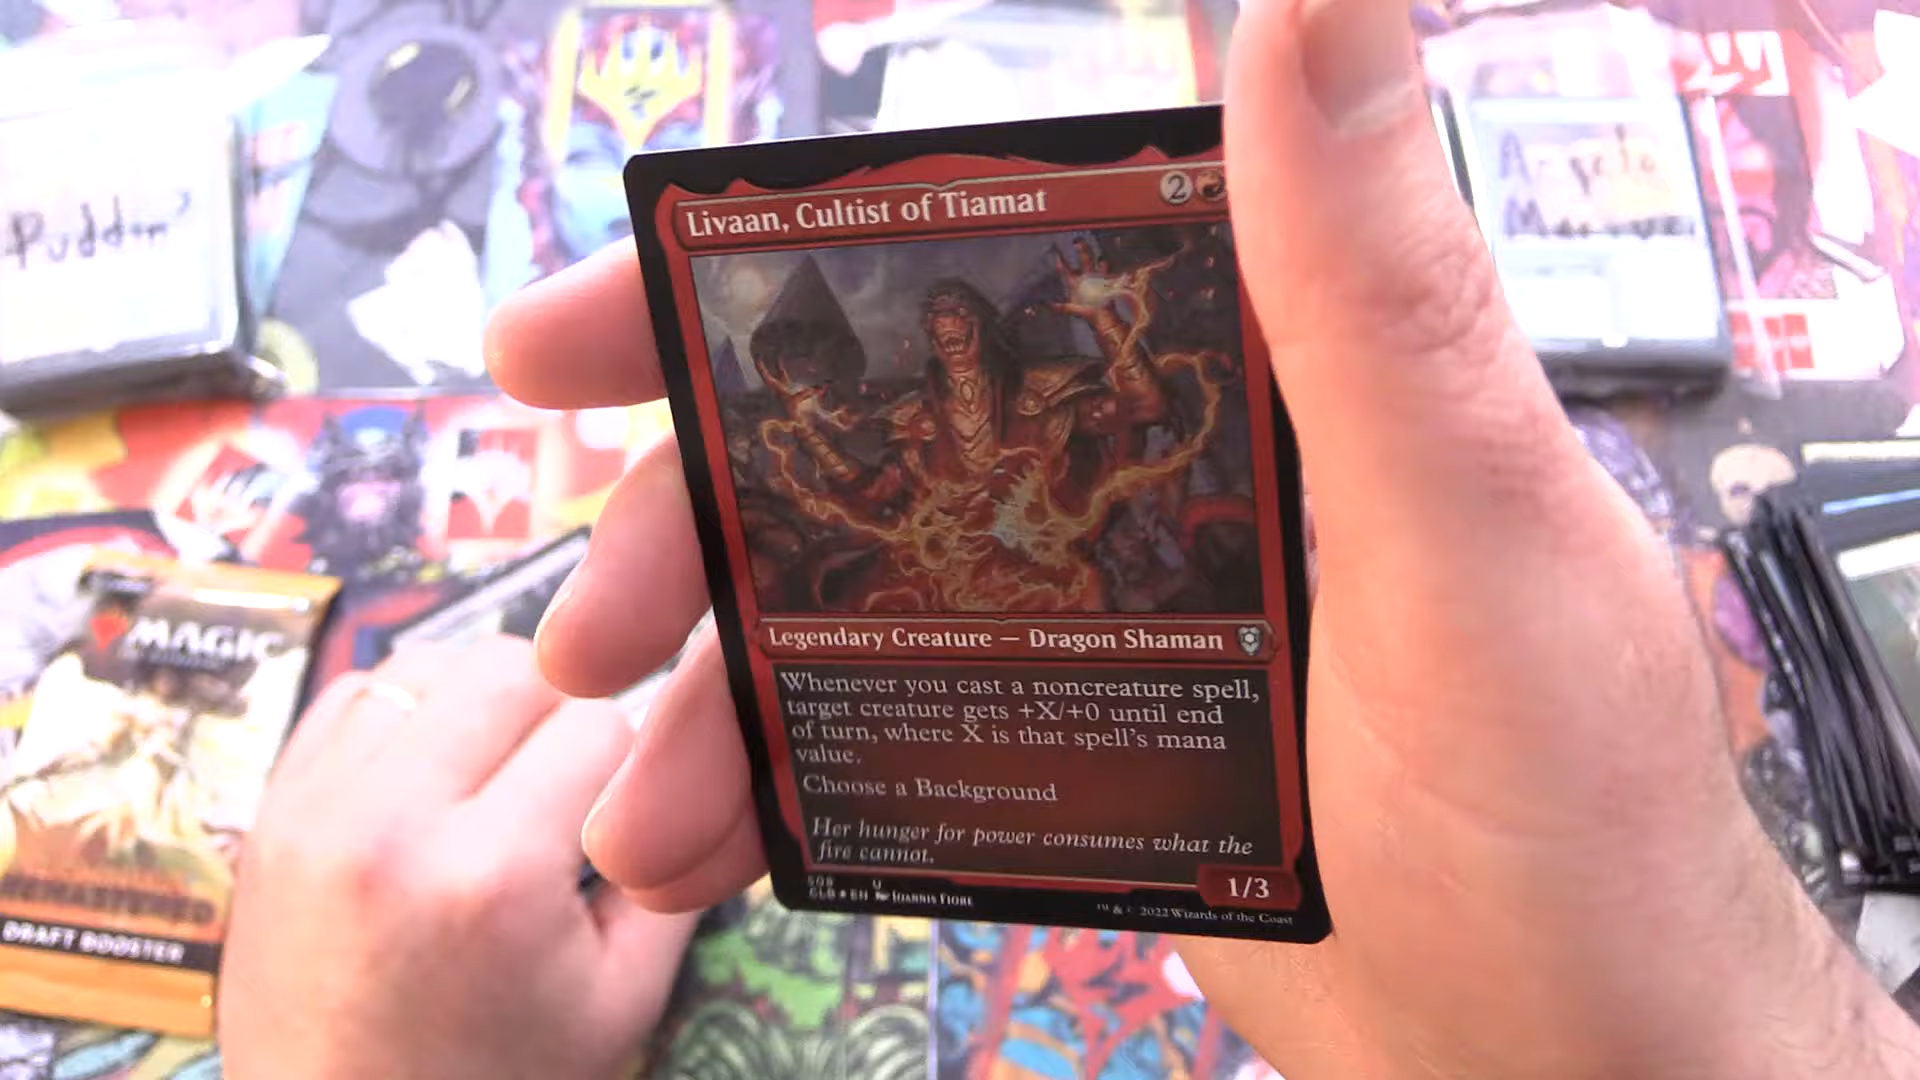 Puddin'
Livaan, Cultist of Tiamat
2
Legendary Creature — Dragon Shaman
Whenever you cast a noncreature spell,
target creature gets +X/+0 until end
of turn, where X is that spell's mana
value.
Choose a Background
Her hunger for power consumes what the
fire cannot.
1/3
508 U
CLB ★ EN IOANNIS FIORE
™ & © 2022 Wizards of the Coast
MAGIC
REMASTERED
DRAFT BOOSTER